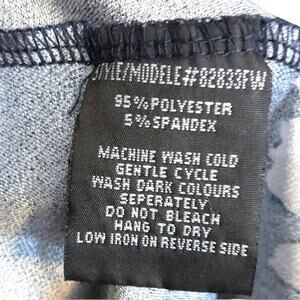 STYLE/MODELE#82833FW
95%POLYESTER
5%SPANDEX
MACHINE WASH COLD
GENTLE CYCLE
WASH DARK COLOURS
SEPERATELY
DO NOT BLEACH
HANG TO DRY
LOW IRON ON REVERSE SIDE